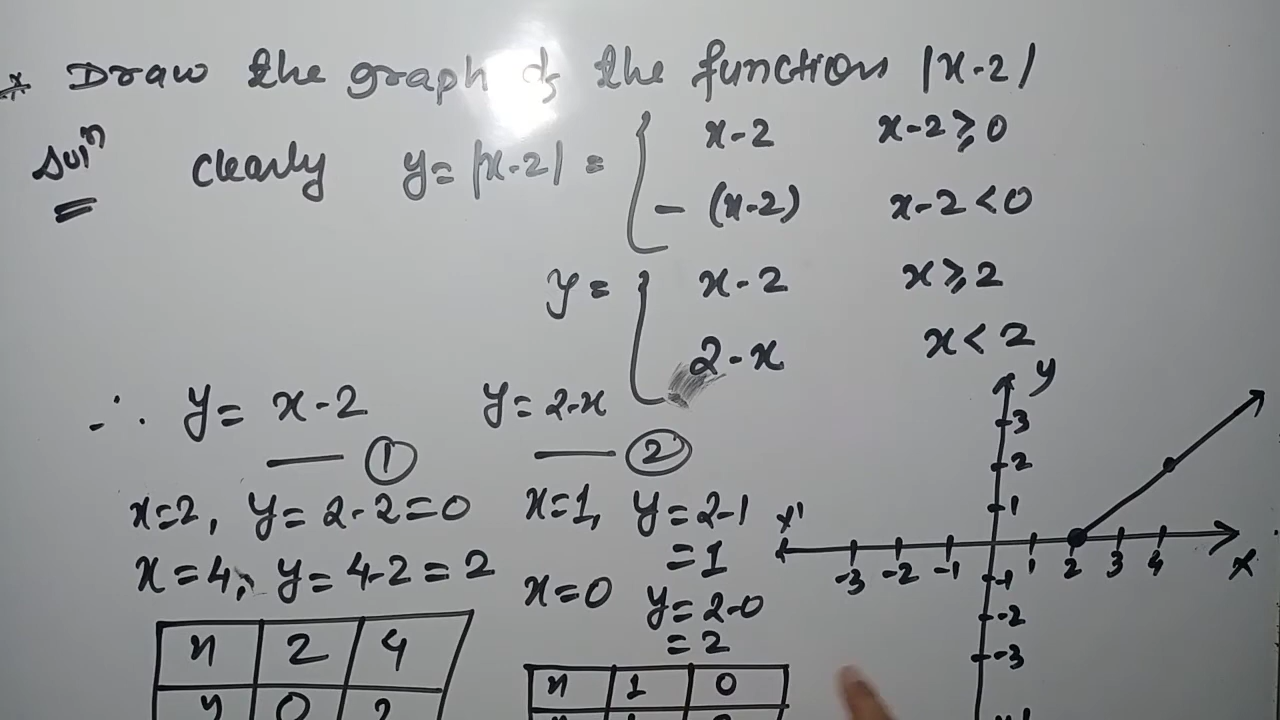 * Draw the graph of the function |x-2|
Solⁿ clearly y= |x-2| = { x-2 x-2 ≥ 0
-(x-2) x-2 < 0
y = { x-2 x ≥ 2
2-x x < 2
∴ y = x-2 y = 2-x
— ① — ②
x=2, y= 2-2=0 x=1, y=2-1
=1
x=4, y= 4-2 = 2 x=0 y=2-0
=2
x 2 4
y 0 2
x 1 0
y
3
2
1
x' -3 -2 -1 1 2 3 4 x
-1
-2
-3